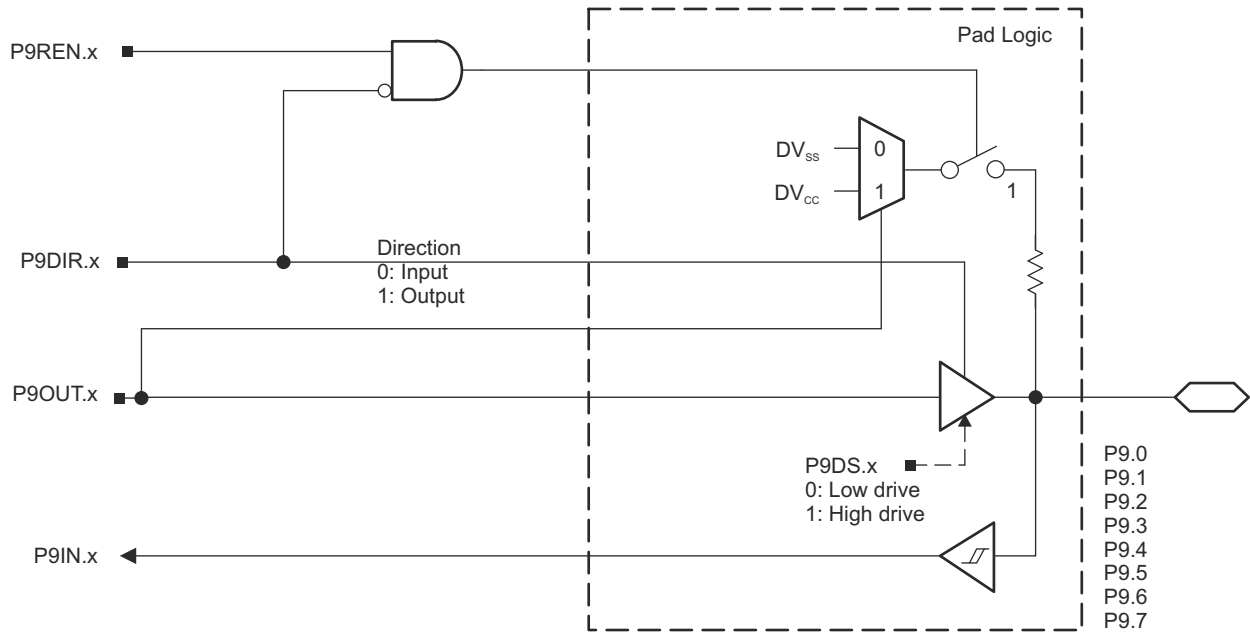 Pad Logic
P9REN.x
DVSS
0
DVCC
1
1
P9DIR.x
Direction
0: Input
1: Output
P9OUT.x
P9DS.x
0: Low drive
1: High drive
P9IN.x
P9.0
P9.1
P9.2
P9.3
P9.4
P9.5
P9.6
P9.7